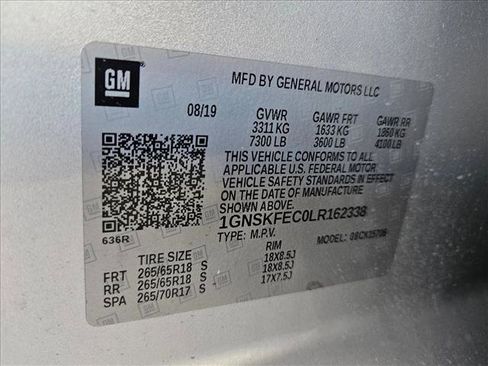 GM
MFD BY GENERAL MOTORS LLC
08/19 GVWR GAWR FRT GAWR RR
3311 KG 1633 KG 1860 KG
7300 LB 3600 LB 4100 LB
THIS VEHICLE CONFORMS TO ALL
APPLICABLE U.S. FEDERAL MOTOR
VEHICLE SAFETY STANDARDS IN EFFECT
ON THE DATE OF MANUFACTURE
SHOWN ABOVE.
1GNSKFEC0LR162338
636R TYPE: M.P.V. MODEL:
TIRE SIZE RIM
FRT 265/65R18 S 18X8.5J
RR 265/65R18 S 18X8.5J
SPA 265/70R17 S 17X7.5J